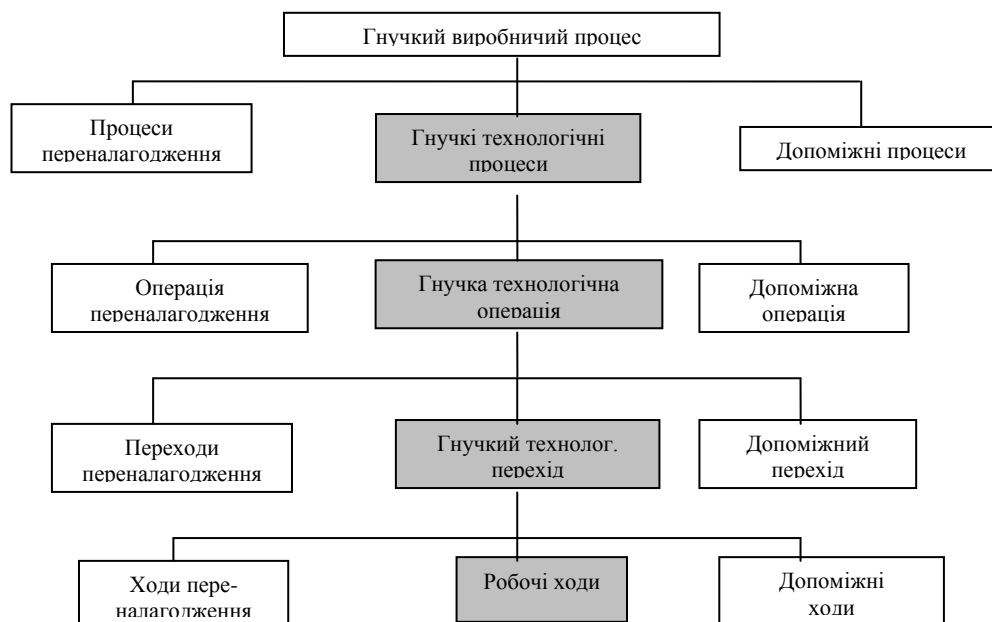 Гнучкий виробничий процес
Процеси
переналагодження
Гнучкі технологічні
процеси
Допоміжні процеси
Операція
переналагодження
Гнучка технологічна
операція
Допоміжна
операція
Переходи
переналагодження
Гнучкий технолог.
перехід
Допоміжний
перехід
Ходи пере-
налагодження
Робочі ходи
Допоміжні
ходи